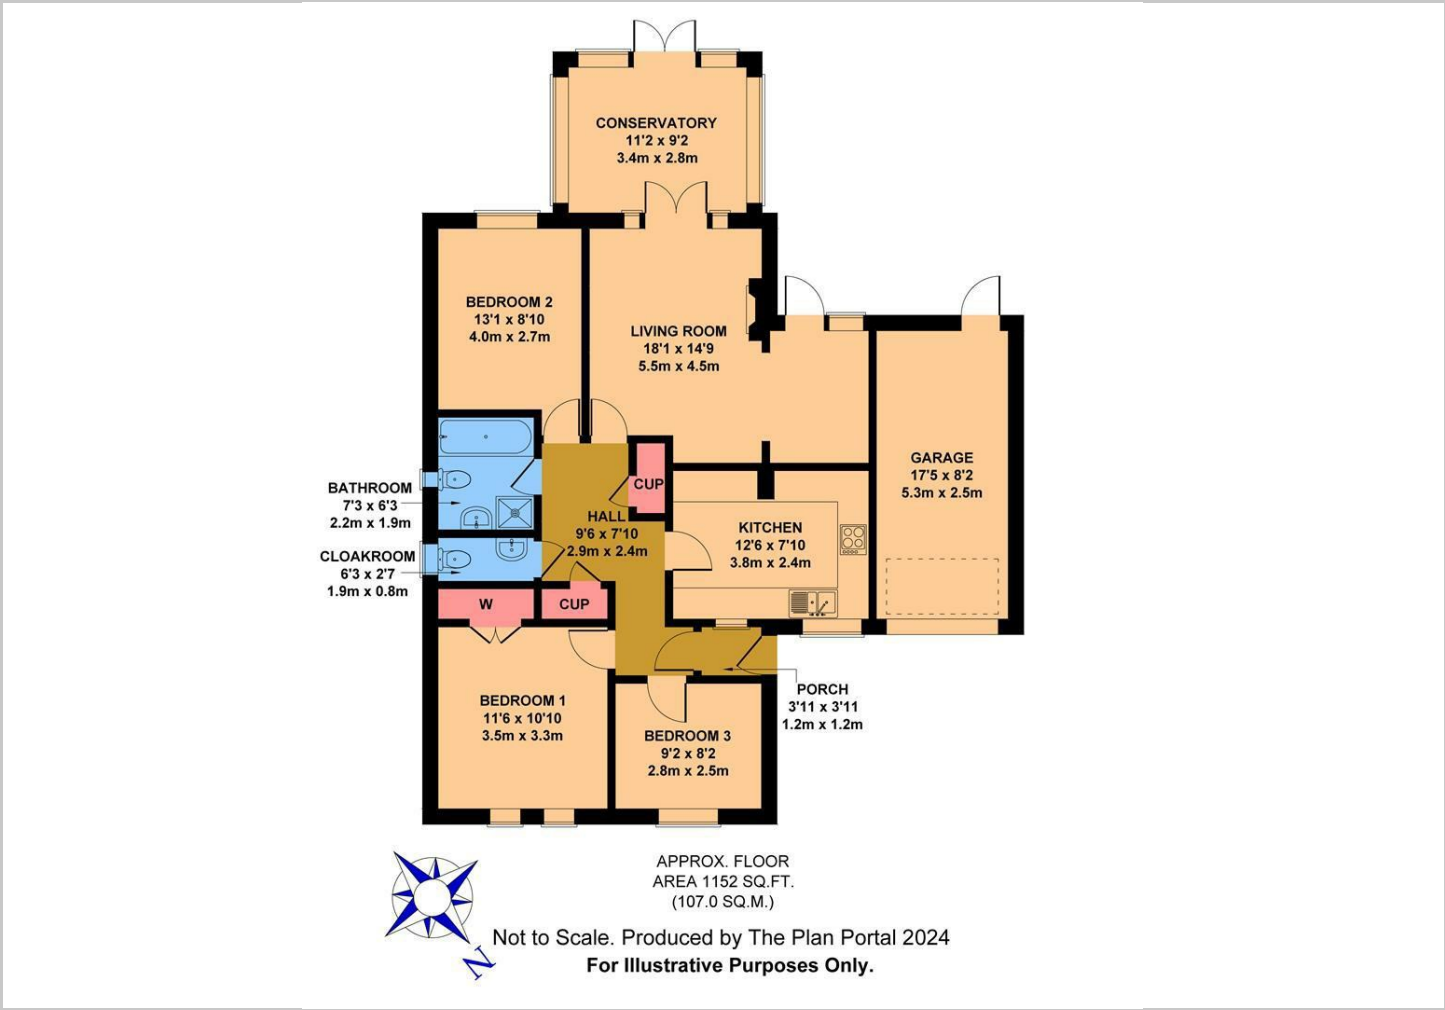 CONSERVATORY
11'2 x 9'2
3.4m x 2.8m
BEDROOM 2
13'1 x 8'10
4.0m x 2.7m
LIVING ROOM
18'1 x 14'9
5.5m x 4.5m
GARAGE
17'5 x 8'2
5.3m x 2.5m
BATHROOM
7'3 x 6'3
2.2m x 1.9m
CUP
HALL
9'6 x 7'10
2.9m x 2.4m
KITCHEN
12'6 x 7'10
3.8m x 2.4m
CLOAKROOM
6'3 x 2'7
1.9m x 0.8m
W
CUP
BEDROOM 1
11'6 x 10'10
3.5m x 3.3m
PORCH
3'11 x 3'11
1.2m x 1.2m
BEDROOM 3
9'2 x 8'2
2.8m x 2.5m
APPROX. FLOOR
AREA 1152 SQ.FT.
(107.0 SQ.M.)
N
Not to Scale. Produced by The Plan Portal 2024
For Illustrative Purposes Only.